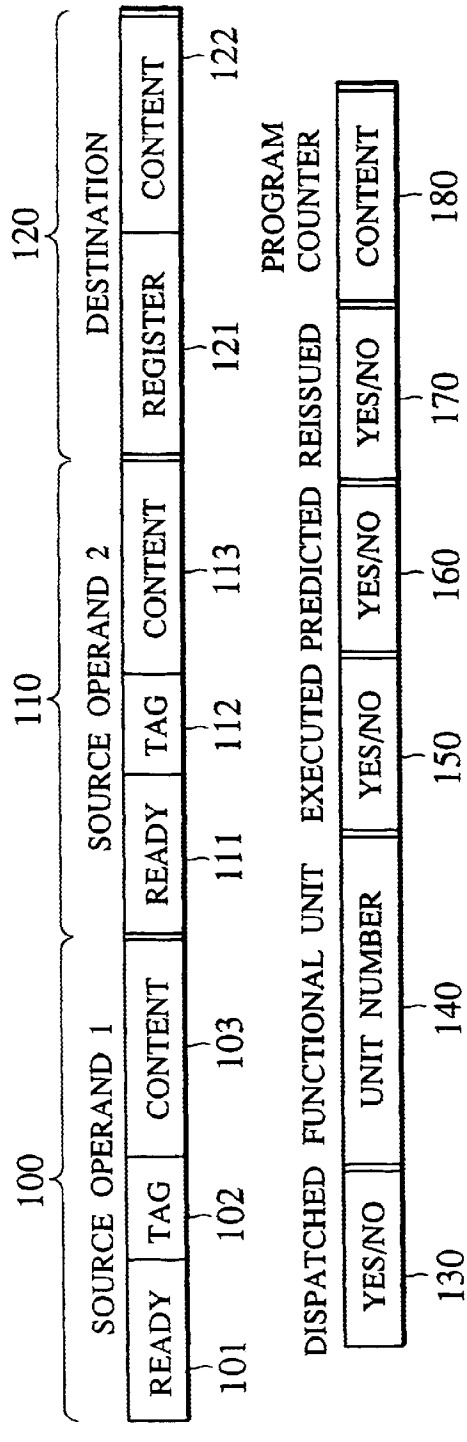 100 110 120
SOURCE OPERAND 1 SOURCE OPERAND 2 DESTINATION
READY TAG CONTENT READY TAG CONTENT REGISTER CONTENT
101 102 103 111 112 113 121 122
DISPATCHED FUNCTIONAL UNIT EXECUTED PREDICTED REISSUED PROGRAM COUNTER
YES/NO UNIT NUMBER YES/NO YES/NO YES/NO CONTENT
130 140 150 160 170 180